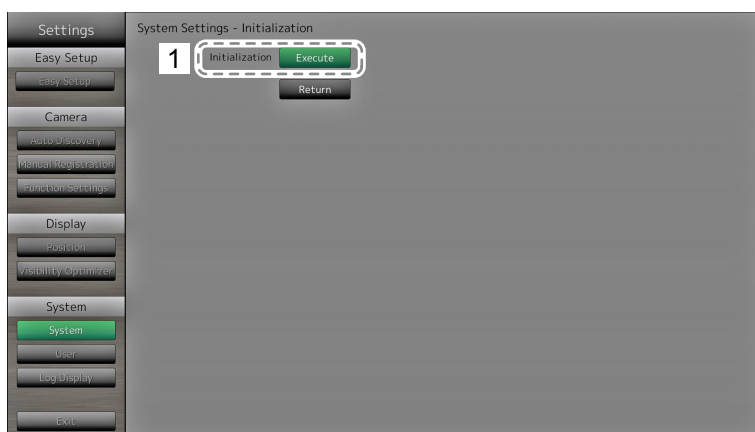 Settings
Easy Setup
Easy Setup
Camera
Auto Discovery
Manual Registration
Function Settings
Display
Position
Visibility Optimizer
System
System
User
Log Display
Exit
System Settings - Initialization
1
Initialization Execute
Return